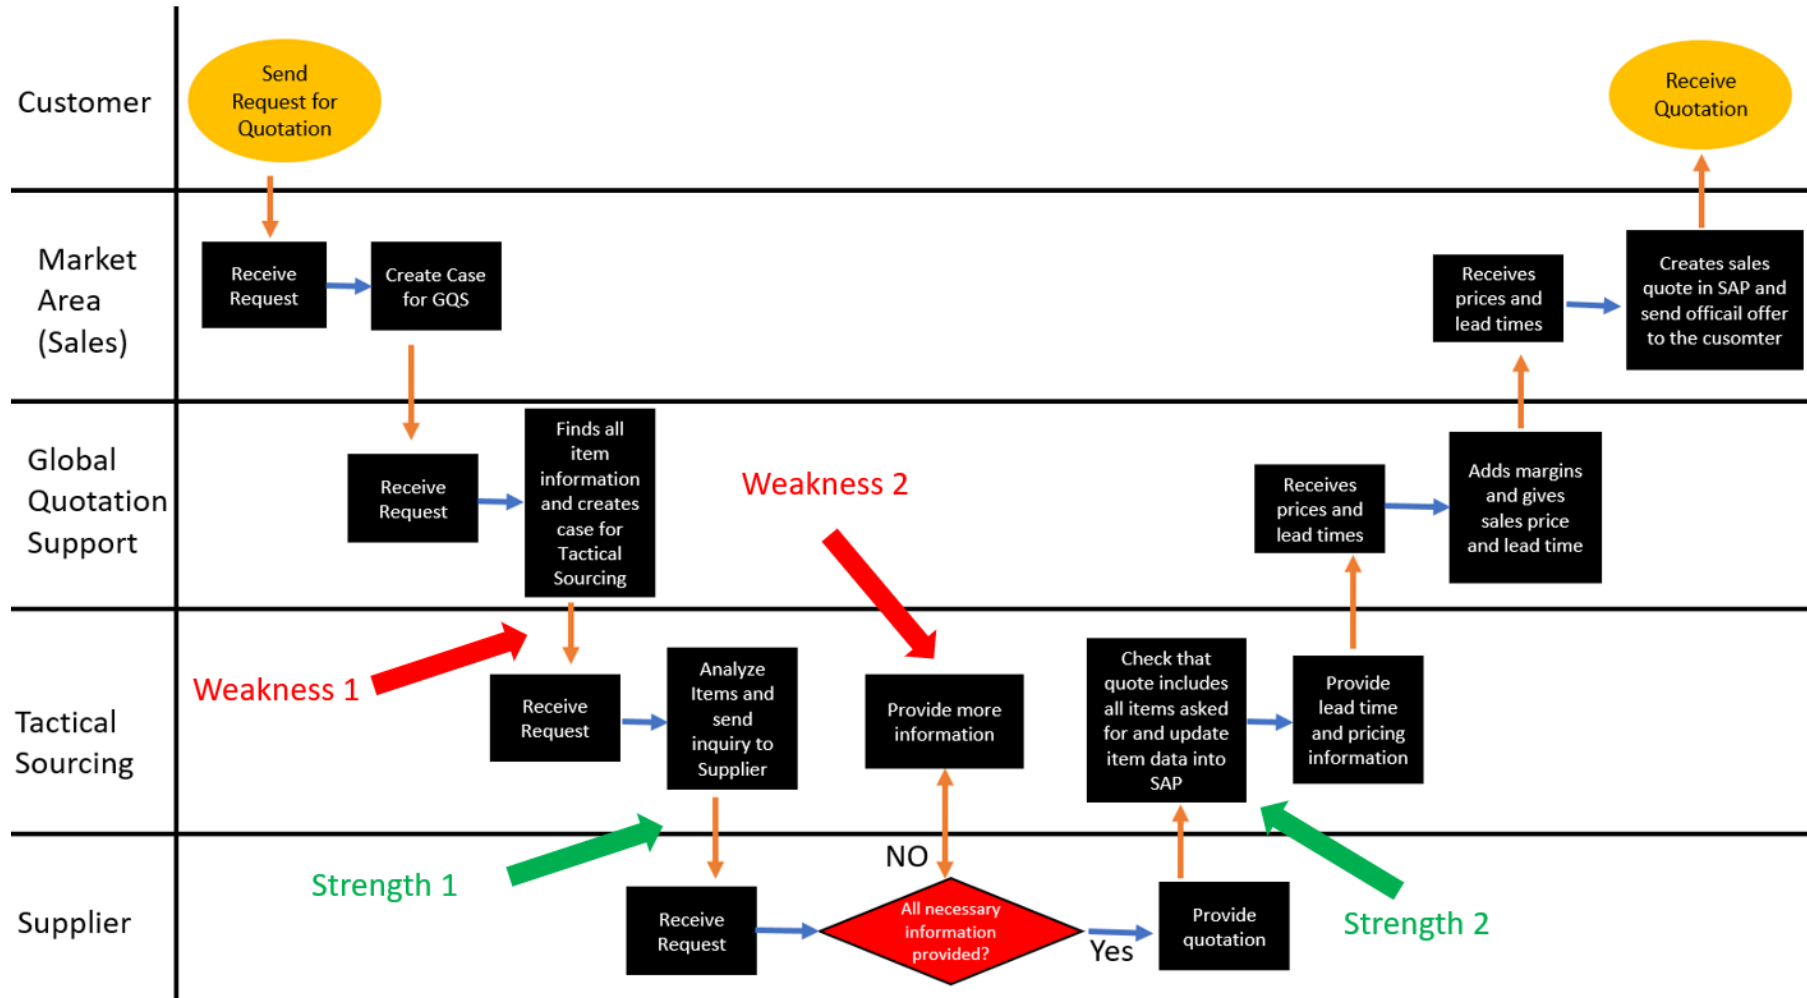 Customer
Send
Request for
Quotation
Receive
Quotation
Market
Area
(Sales)
Receive
Request
Create Case
for GQS
Receives
prices and
lead times
Creates sales
quote in SAP and
send officail offer
to the cusomter
Global
Quotation
Support
Receive
Request
Finds all
item
information
and creates
case for
Tactical
Sourcing
Weakness 2
Receives
prices and
lead times
Adds margins
and gives
sales price
and lead time
Weakness 1
Tactical
Sourcing
Receive
Request
Analyze
Items and
send
inquiry to
Supplier
Provide more
information
Check that
quote includes
all items asked
for and update
item data into
SAP
Provide
lead time
and pricing
information
Strength 1
NO
Supplier
Receive
Request
All necessary
information
provided?
Yes
Provide
quotation
Strength 2